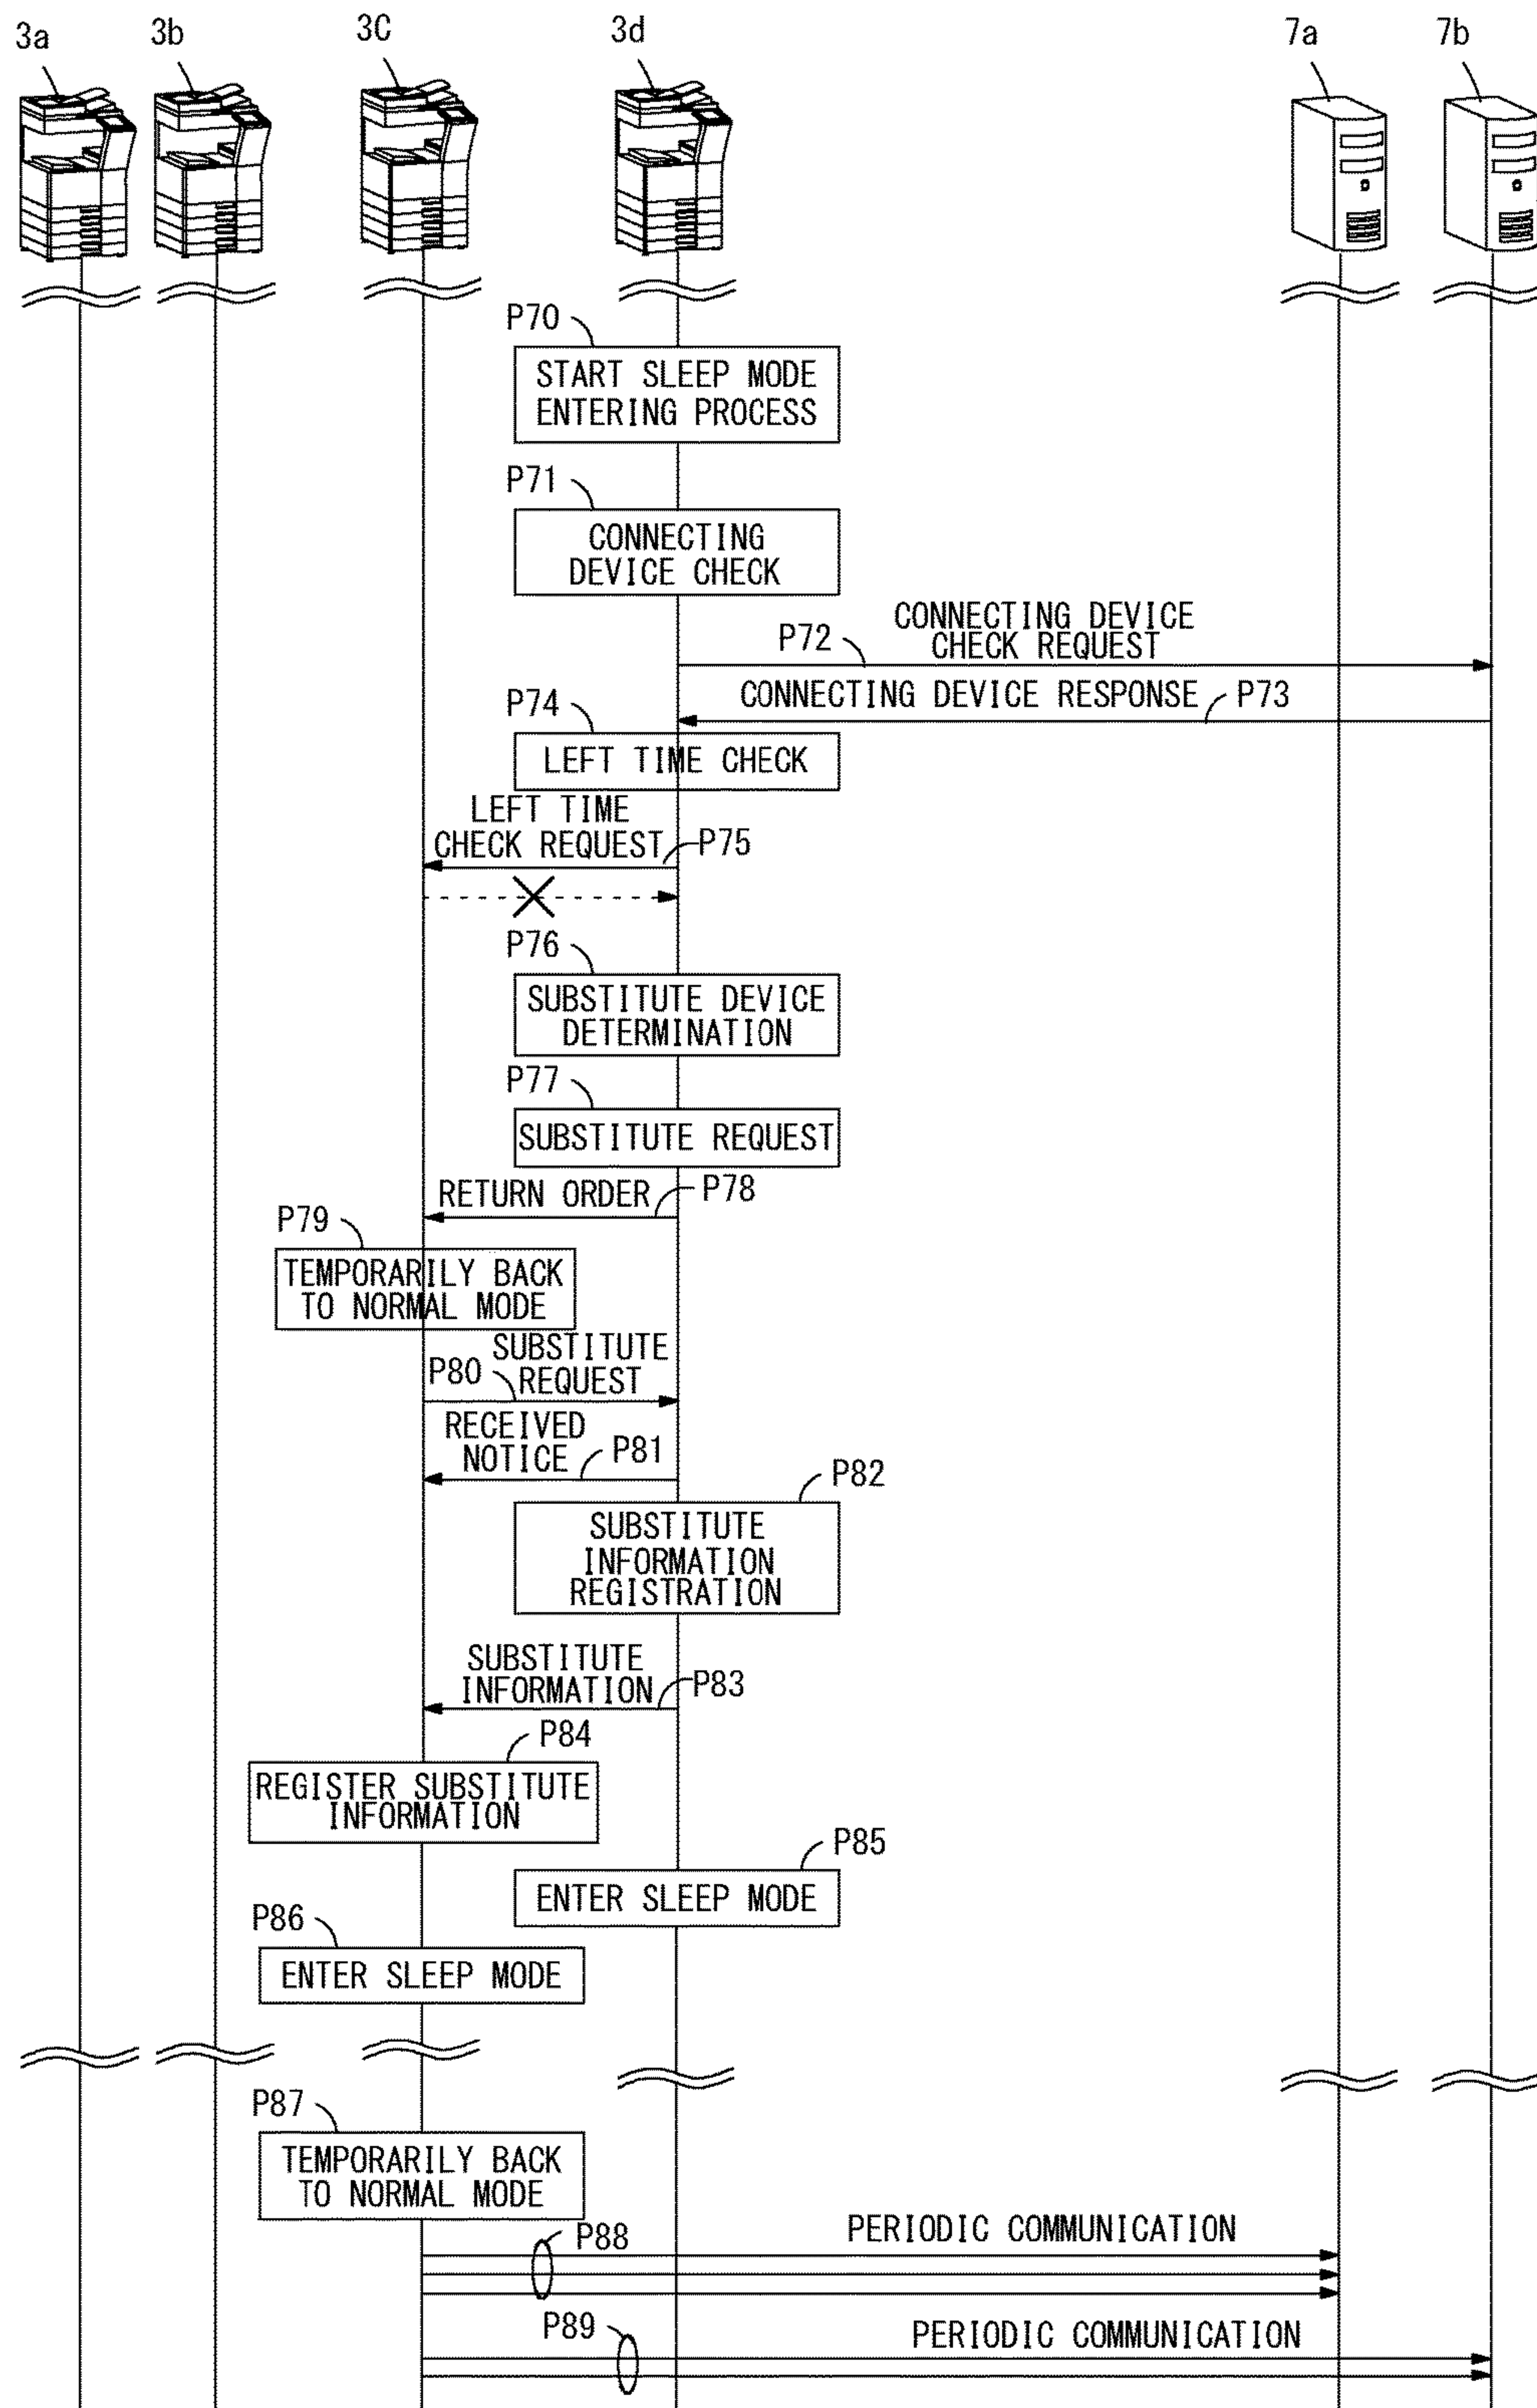 3a
3b
3C
3d
7a
7b
P70
START SLEEP MODE
ENTERING PROCESS
P71
CONNECTING
DEVICE CHECK
CONNECTING DEVICE
CHECK REQUEST
P72
CONNECTING DEVICE RESPONSE
P73
P74
LEFT TIME CHECK
LEFT TIME
CHECK REQUEST
P75
P76
SUBSTITUTE DEVICE
DETERMINATION
P77
SUBSTITUTE REQUEST
RETURN ORDER
P78
P79
TEMPORARILY BACK
TO NORMAL MODE
SUBSTITUTE
REQUEST
P80
RECEIVED
NOTICE
P81
P82
SUBSTITUTE
INFORMATION
REGISTRATION
SUBSTITUTE
INFORMATION
P83
P84
REGISTER SUBSTITUTE
INFORMATION
P85
ENTER SLEEP MODE
P86
ENTER SLEEP MODE
P87
TEMPORARILY BACK
TO NORMAL MODE
P88
PERIODIC COMMUNICATION
P89
PERIODIC COMMUNICATION